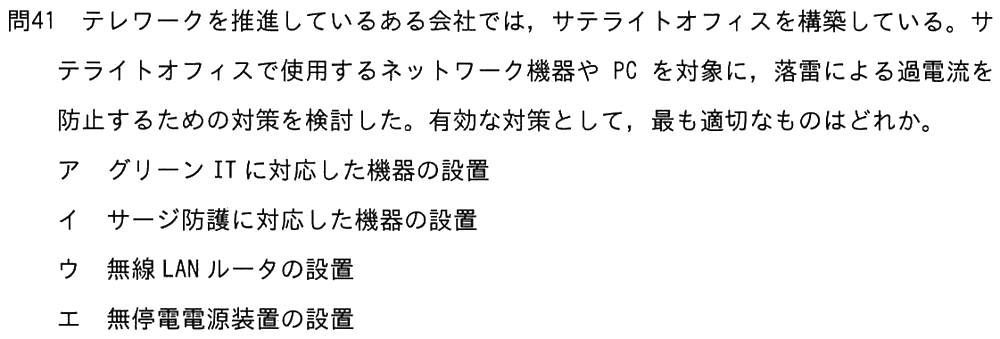 問41　テレワークを推進しているある会社では，サテライトオフィスを構築している。サ
テライトオフィスで使用するネットワーク機器や PC を対象に，落雷による過電流を
防止するための対策を検討した。有効な対策として，最も適切なものはどれか。
ア　グリーン IT に対応した機器の設置
イ　サージ防護に対応した機器の設置
ウ　無線 LAN ルータの設置
エ　無停電電源装置の設置